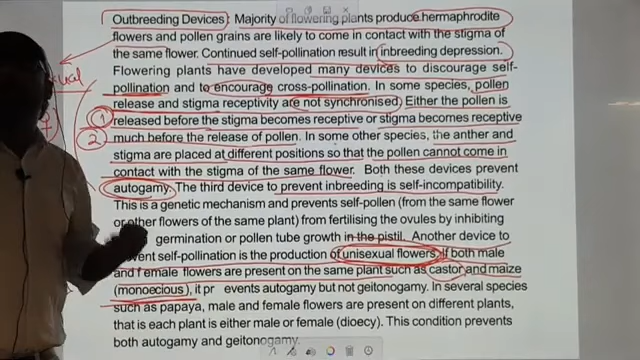 Outbreeding Devices : Majority of flowering plants produce hermaphrodite
flowers and pollen grains are likely to come in contact with the stigma of
the same flower. Continued self-pollination result in inbreeding depression.
Flowering plants have developed many devices to discourage self-
pollination and to encourage cross-pollination. In some species, pollen
release and stigma receptivity are not synchronised. Either the pollen is
① released before the stigma becomes receptive or stigma becomes receptive
② much before the release of pollen. In some other species, the anther and
stigma are placed at different positions so that the pollen cannot come in
contact with the stigma of the same flower. Both these devices prevent
autogamy. The third device to prevent inbreeding is self-incompatibility.
This is a genetic mechanism and prevents self-pollen (from the same flower
or other flowers of the same plant) from fertilising the ovules by inhibiting
germination or pollen tube growth in the pistil. Another device to
self-pollination is the production of unisexual flowers. If both male
and female flowers are present on the same plant such as castor and maize
(monoecious), it pr events autogamy but not geitonogamy. In several species
such as papaya, male and female flowers are present on different plants,
that is each plant is either male or female (dioecy). This condition prevents
both autogamy and geitonogamy.